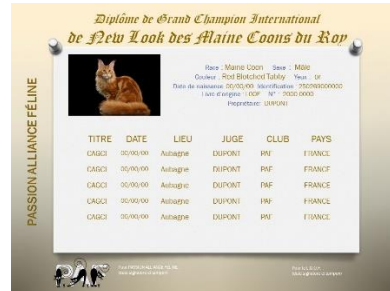 Diplôme de Grand Champion International
de New Look des Maine Coons du Roy
Race : Maine Coon Sexe : Mâle
Couleur : Red Blotched Tabby Yeux : or
Date de naissance 00/00/00 Identification : 250269000000
Livre d'origine : LOOF N° : 2000 0000
Propriétaire: DUPONT
PASSION ALLIANCE FÉLINE
TITRE DATE LIEU JUGE CLUB PAYS
CAGCI 00/00/00 Aubagne DUPONT PAF FRANCE
CAGCI 00/00/00 Aubagne DUPONT PAF FRANCE
CAGCI 00/00/00 Aubagne DUPONT PAF FRANCE
CAGCI 00/00/00 Aubagne DUPONT PAF FRANCE
CAGCI 00/00/00 Aubagne DUPONT PAF FRANCE
PAF